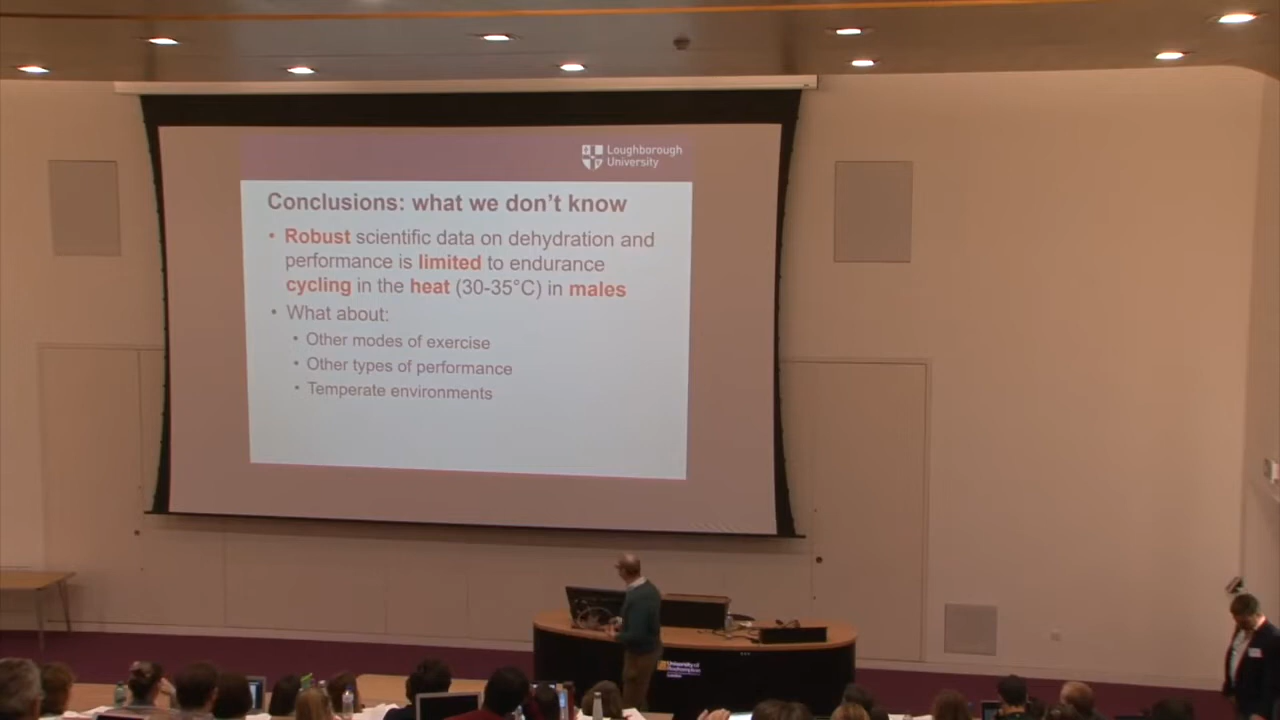 Loughborough
University
Conclusions: what we don't know
• Robust scientific data on dehydration and
performance is limited to endurance
cycling in the heat (30-35°C) in males
• What about:
• Other modes of exercise
• Other types of performance
• Temperate environments
University of